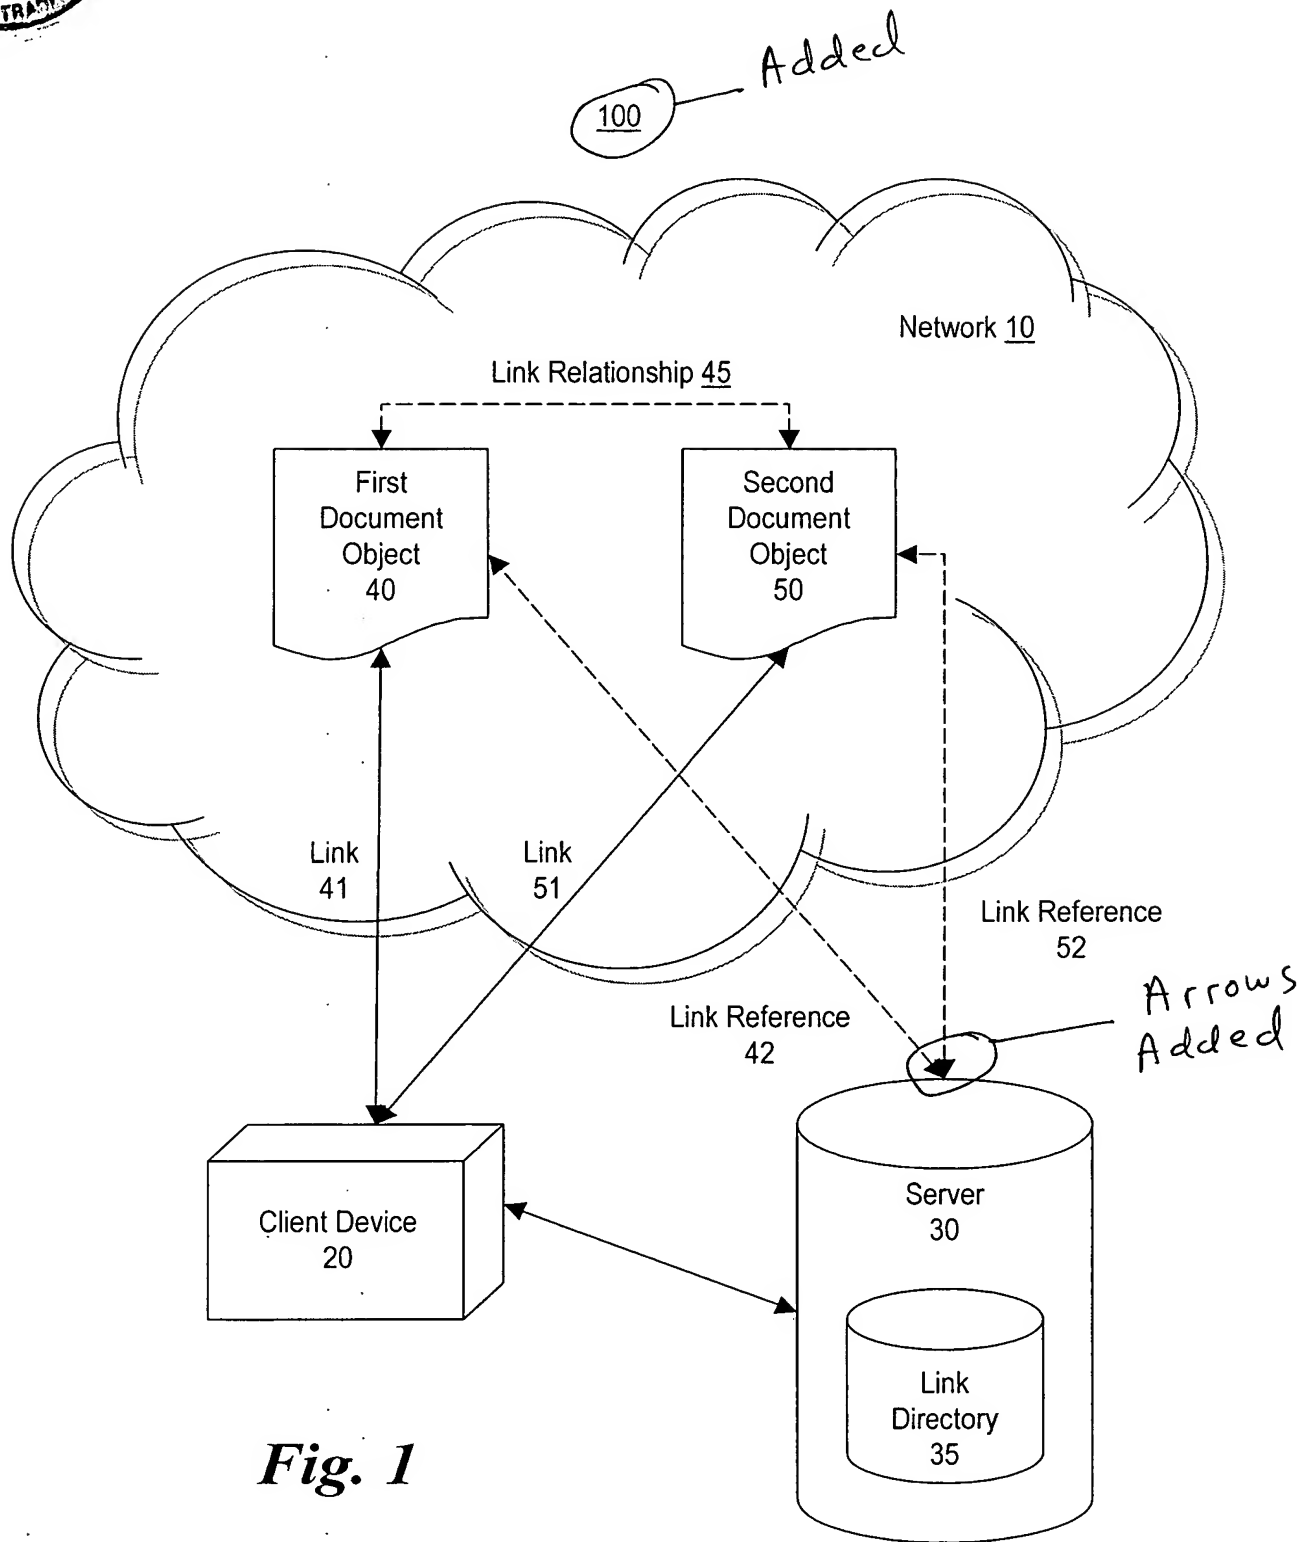 TRAD
Added
100
Network 10
Link Relationship 45
First
Document
Object
40
Second
Document
Object
50
Link
41
Link
51
Link Reference
52
Link Reference
42
Arrows
Added
Client Device
20
Server
30
Link
Directory
35
Fig. 1